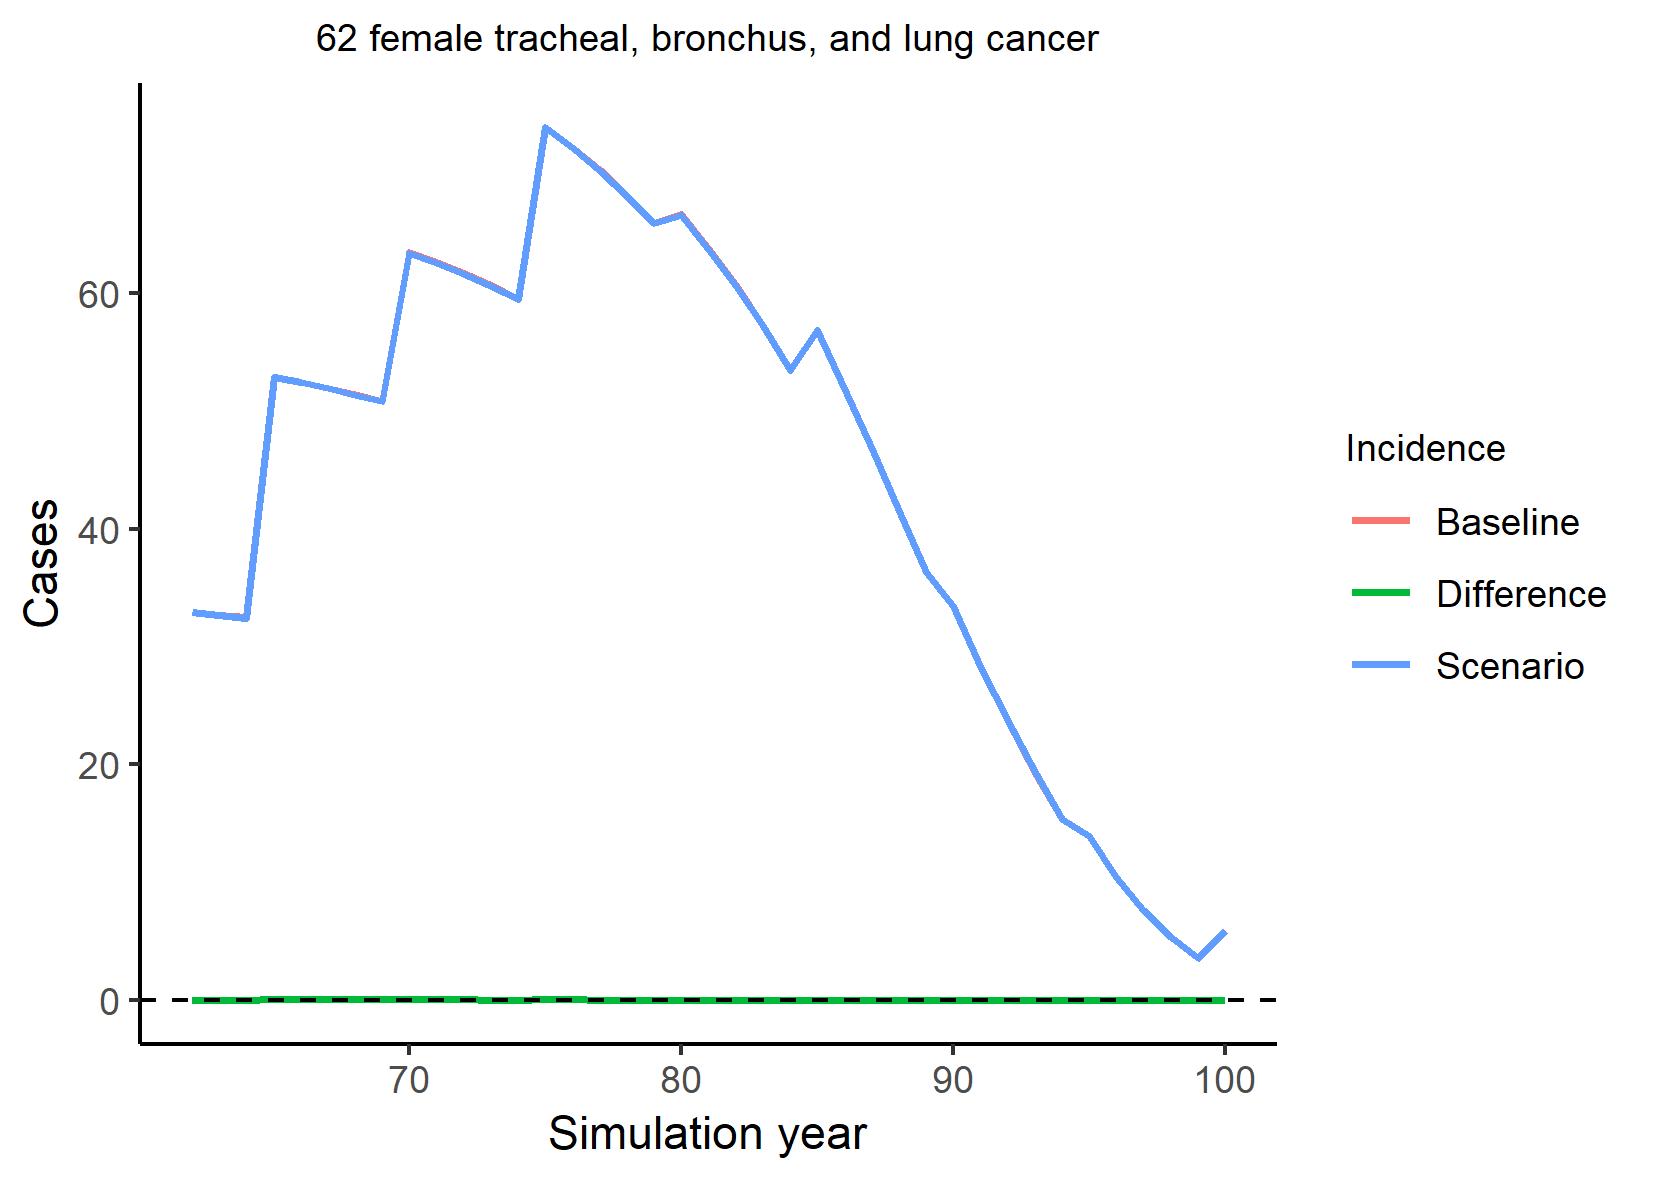 62 female tracheal, bronchus, and lung cancer
Cases
60
40
20
0
70 80 90 100
Simulation year
Incidence
Baseline
Difference
Scenario